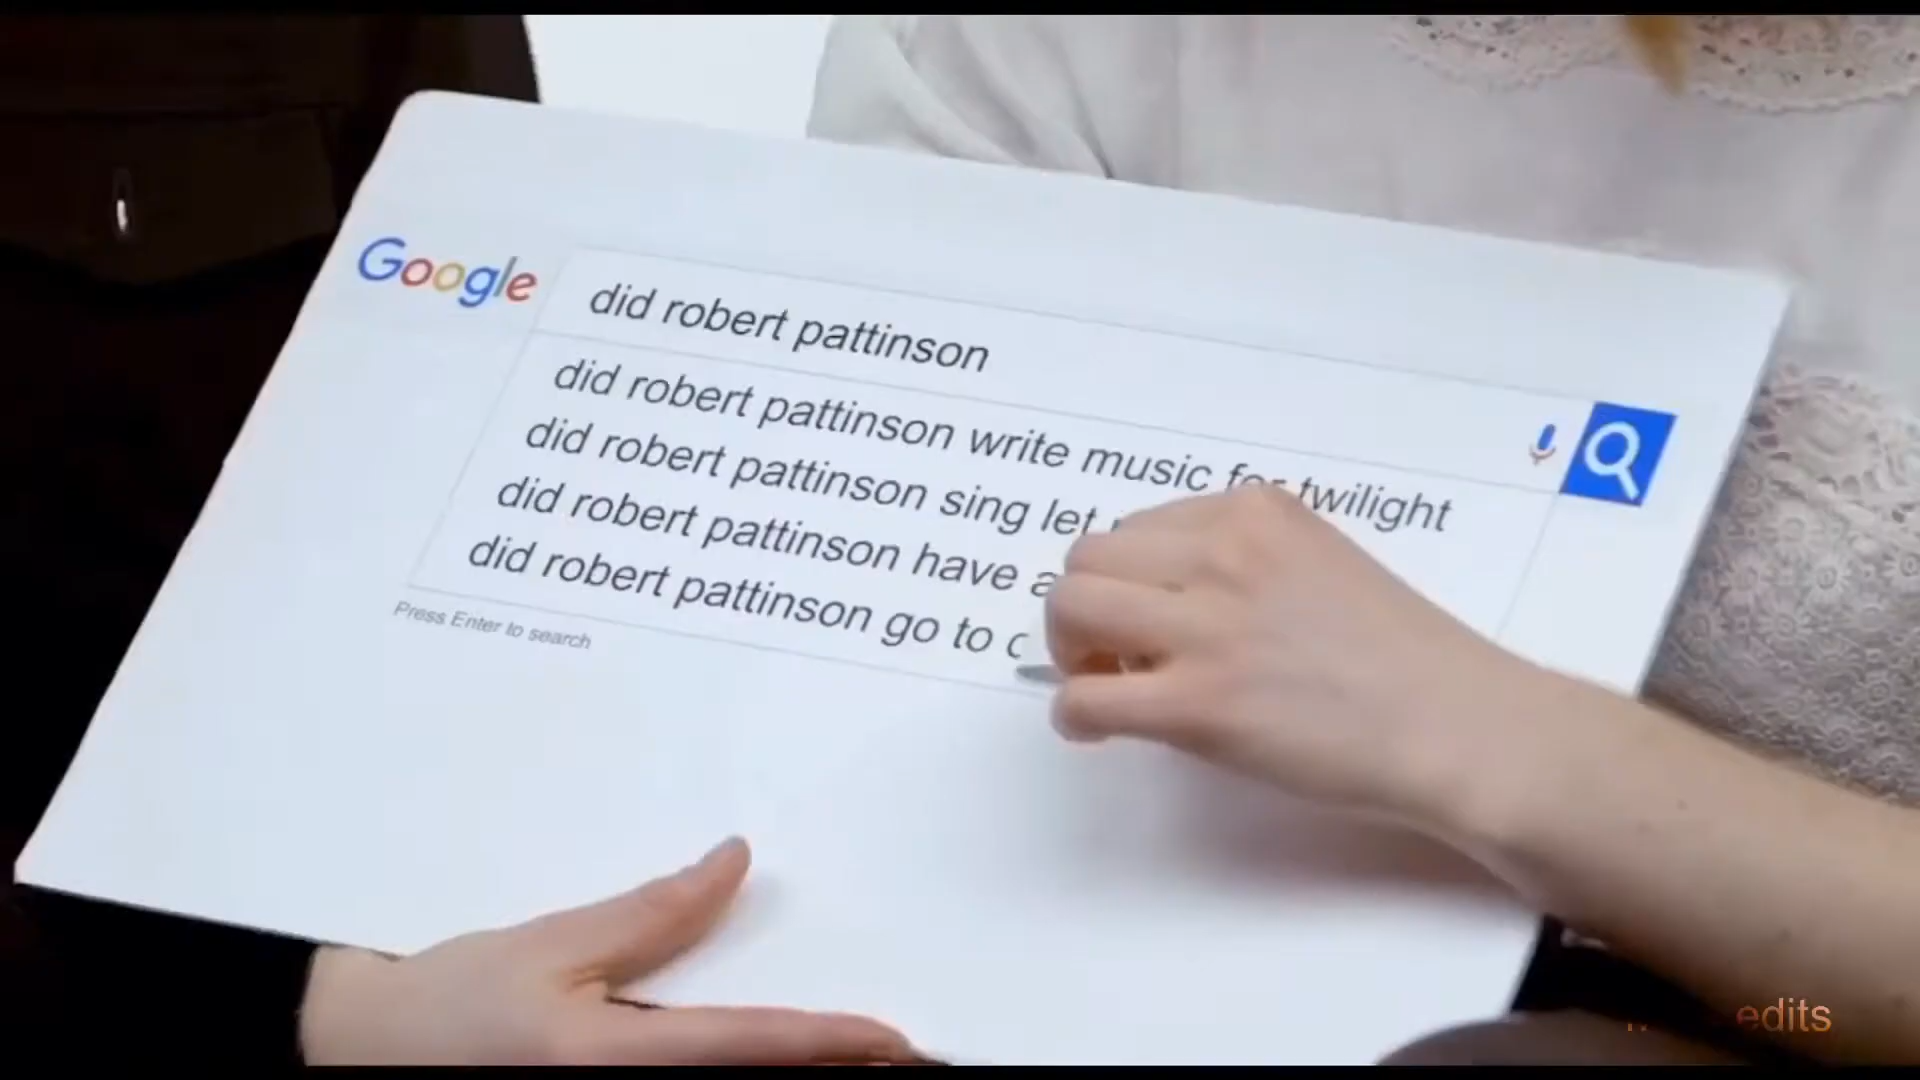 Google
did robert pattinson
did robert pattinson write music for twilight
did robert pattinson sing let
did robert pattinson have
did robert pattinson go to
Press Enter to search
edits